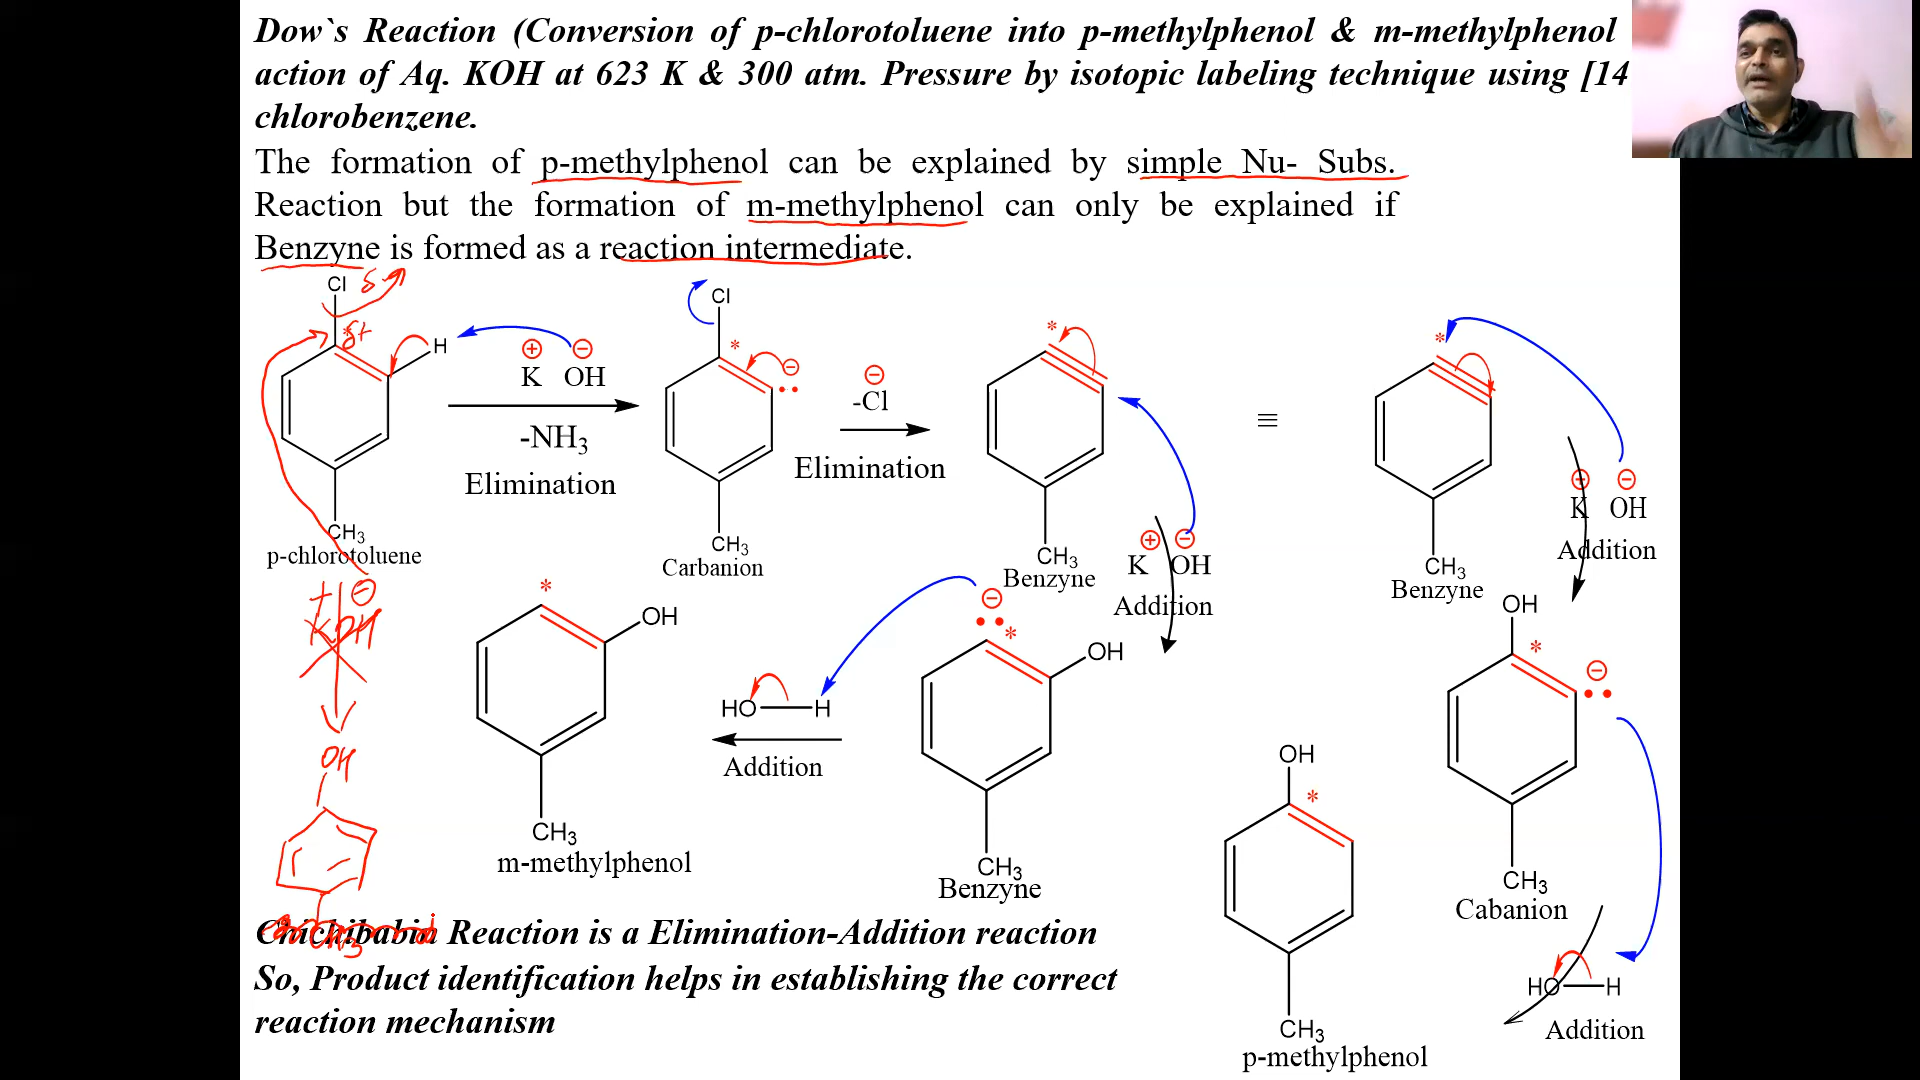 Dow`s Reaction (Conversion of p-chlorotoluene into p-methylphenol & m-methylphenol
action of Aq. KOH at 623 K & 300 atm. Pressure by isotopic labeling technique using [14
chlorobenzene.
The formation of p-methylphenol can be explained by simple Nu- Subs.
Reaction but the formation of m-methylphenol can only be explained if
Benzyne is formed as a reaction intermediate.
Cl δ
* δ+
H
K OH
-NH3
Elimination
CH3
p-chlorotoluene
Cl
*
CH3
Carbanion
-Cl
Elimination
*
CH3
Benzyne
K OH
Addition
≡
*
CH3
Benzyne
K OH
Addition
+ −
KOH
OH
CH3
*
OH
CH3
m-methylphenol
HO H
Addition
*
OH
CH3
Benzyne
OH
*
CH3
p-methylphenol
OH
*
CH3
Cabanion
HO H
Addition
Chichibabin Reaction is a Elimination-Addition reaction
So, Product identification helps in establishing the correct
reaction mechanism